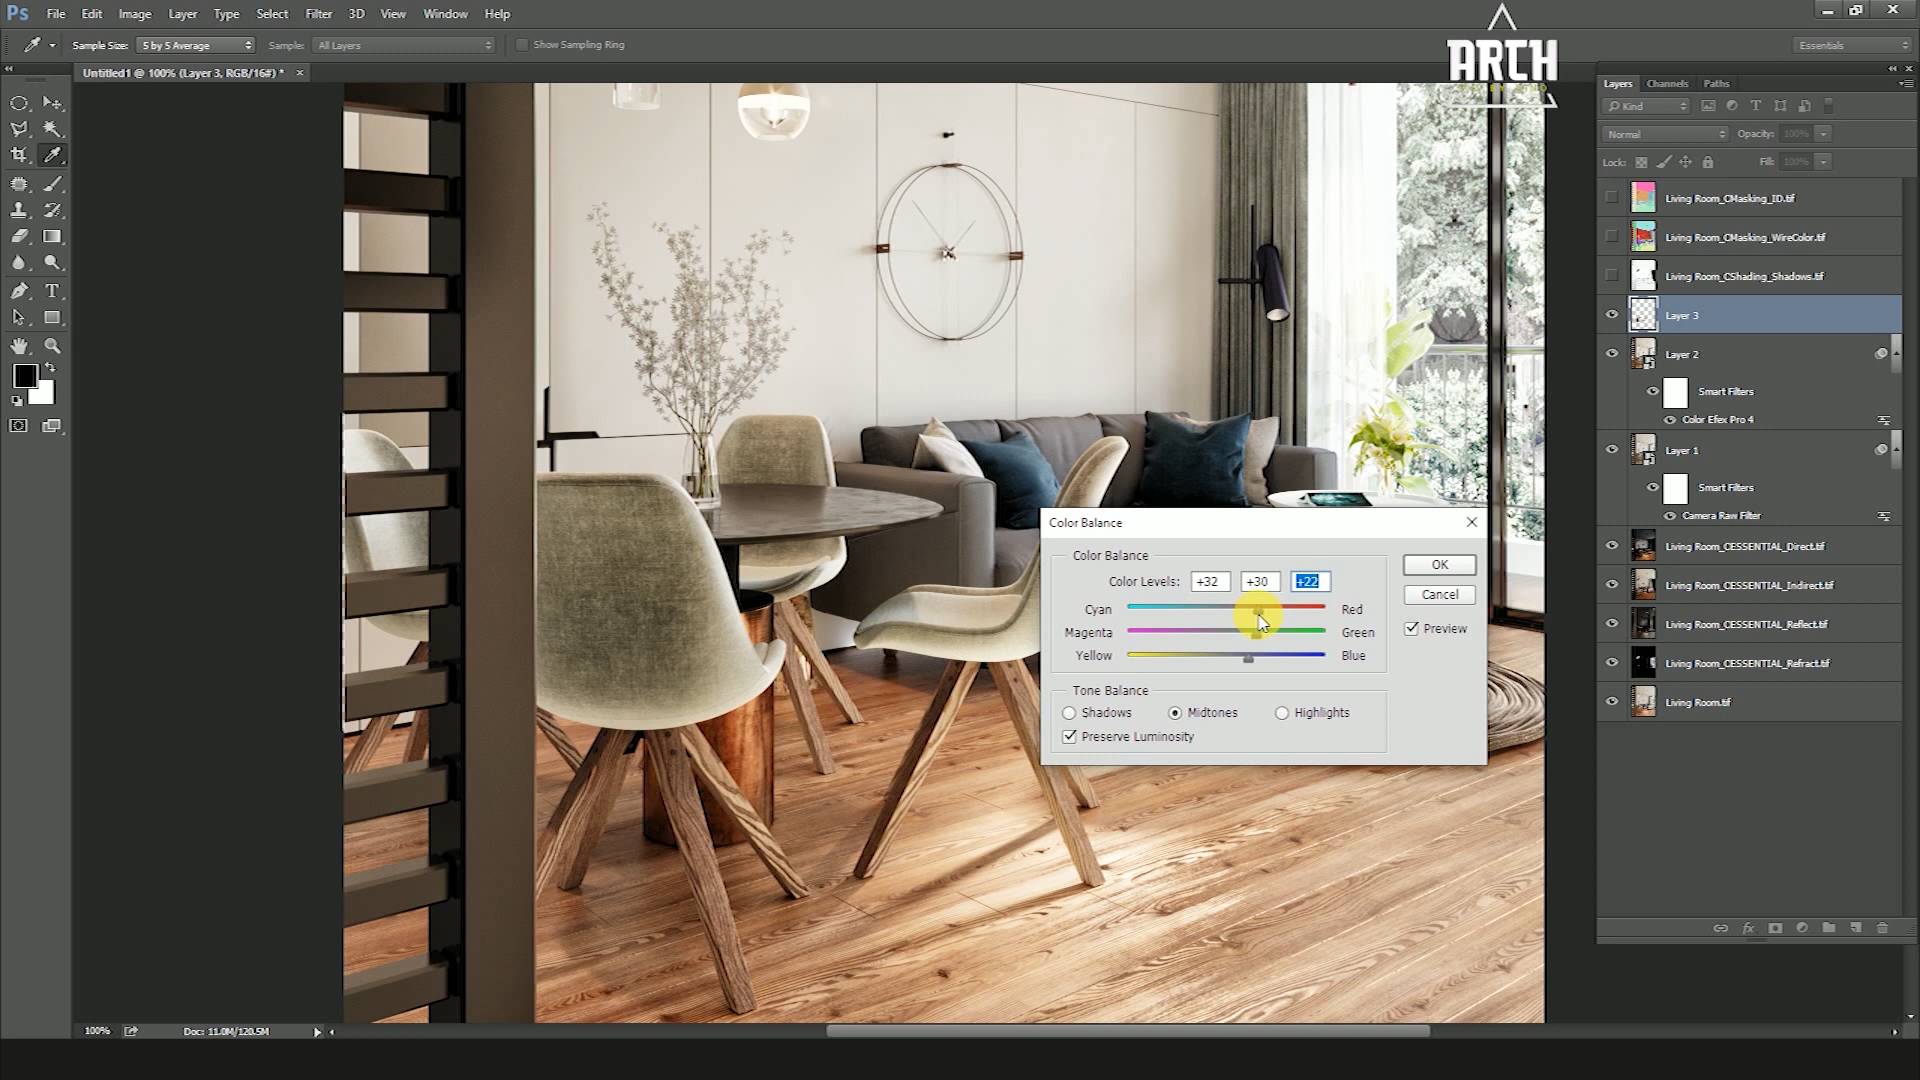 Ps File Edit Image Layer Type Select Filter 3D View Window Help
Sample Size: 5 by 5 Average Sample: All Layers Show Sampling Ring Essentials
ARCH
Untitled1 @ 100% (Layer 3, RGB/16#) * ×
Layers Channels Paths
Kind
Normal Opacity: 100%
Lock: Fill: 100%
Living Room_CMasking_ID.tif
Living Room_CMasking_WireColor.tif
Living Room_CShading_Shadows.tif
Layer 3
Layer 2
Smart Filters
Color Efex Pro 4
Layer 1
Smart Filters
Camera Raw Filter
Living Room_CESSENTIAL_Direct.tif
Living Room_CESSENTIAL_Indirect.tif
Living Room_CESSENTIAL_Reflect.tif
Living Room_CESSENTIAL_Refract.tif
Living Room.tif
Color Balance
Color Balance
Color Levels: +32 +30 +22
Cyan Red
Magenta Green
Yellow Blue
Tone Balance
Shadows Midtones Highlights
Preserve Luminosity
OK
Cancel
Preview
100% Doc: 11.0M/120.5M